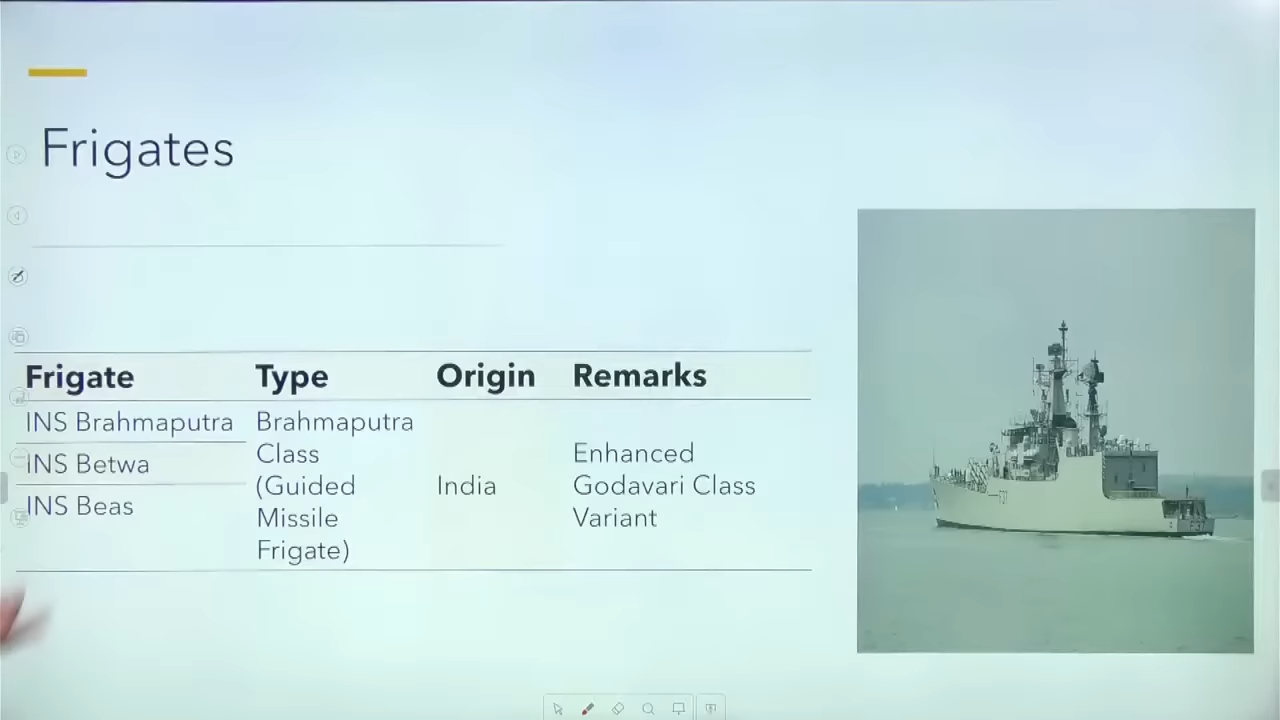 Frigates
Frigate Type Origin Remarks
INS Brahmaputra
INS Betwa
INS Beas
Brahmaputra
Class
(Guided
Missile
Frigate)
India
Enhanced
Godavari Class
Variant